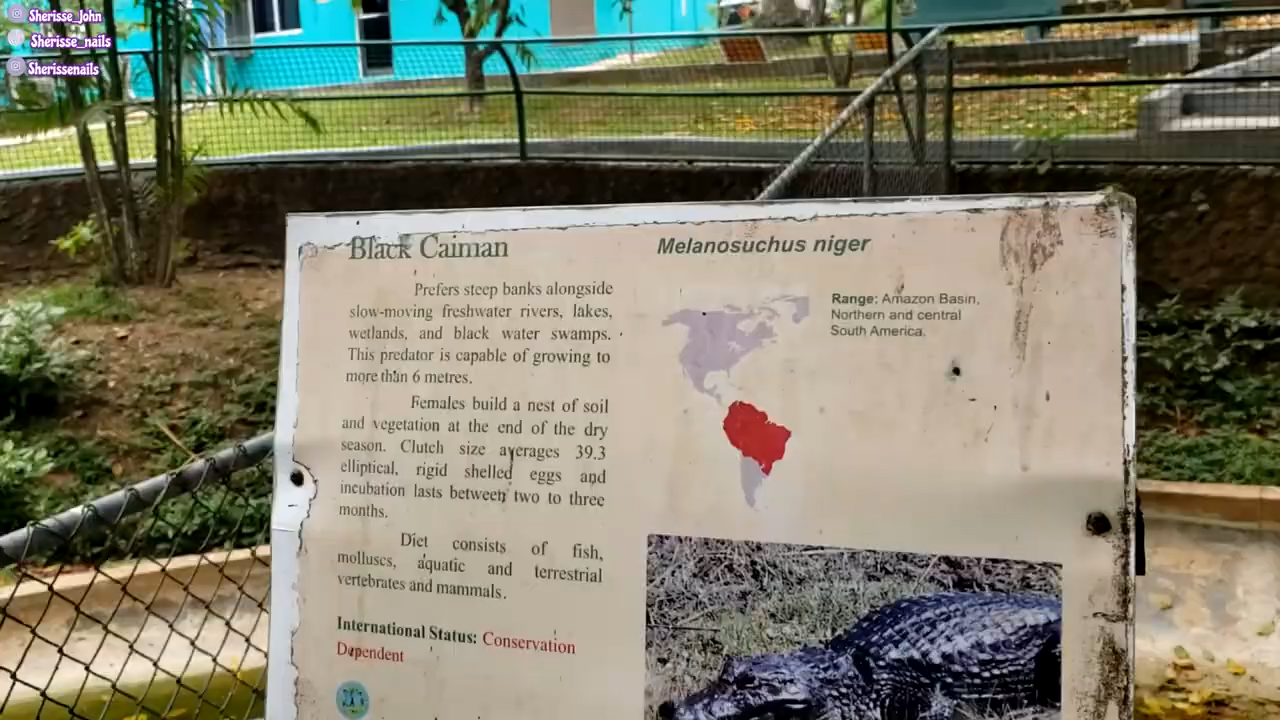 Sherisse_John
Sherisse_nails
Sherissenails
Black Caiman
Prefers steep banks alongside
slow-moving freshwater rivers, lakes,
wetlands, and black water swamps.
This predator is capable of growing to
more than 6 metres.
Females build a nest of soil
and vegetation at the end of the dry
season. Clutch size averages 39.3
elliptical, rigid shelled eggs and
incubation lasts between two to three
months.
Diet consists of fish,
molluscs, aquatic and terrestrial
vertebrates and mammals.
International Status: Conservation
Dependent
Melanosuchus niger
Range: Amazon Basin,
Northern and central
South America.